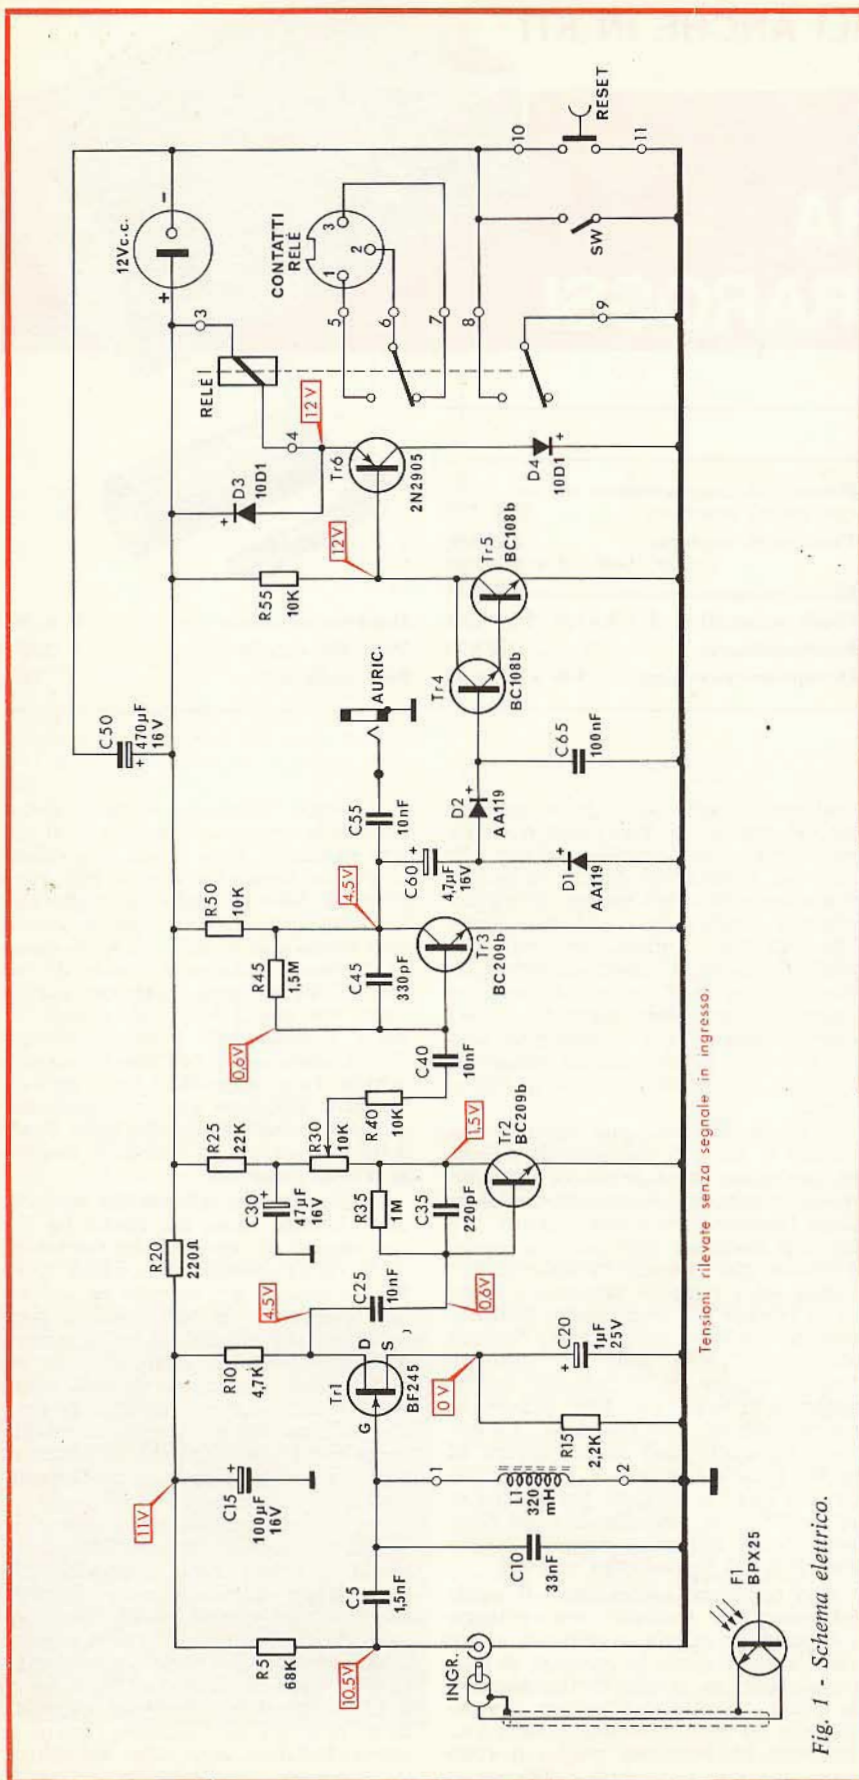 11V
10,5V
R5
68K
C5
1,5nF
INGR.
F1
BPX25
C15
+
100µF
16V
C10
33nF
L1
320
mH
1
2
R10
4,7K
Tr1
BF245
G
D
S
0V
R15
2,2K
C20
+
1µF
25V
4,5V
C25
10nF
0,6V
R20
220Ω
R25
22K
C30
+
47µF
16V
R30
10K
R35
1M
C35
220pF
1,5V
Tr2
BC209b
R40
10K
C40
10nF
0,6V
R45
1,5M
C45
330pF
R50
10K
4,5V
Tr3
BC209b
C55
10nF
AURIC.
C60
+
4,7µF
16V
D1
+
AA119
D2
+
AA119
C65
100nF
C50
+
470µF
16V
Tr4
BC108b
Tr5
BC108b
R55
10K
12V
D3
+
10D1
12V
Tr6
2N2905
D4
+
10D1
RELÈ
3
4
12Vc.c.
+
-
CONTATTI
RELÈ
1
2
3
5
6
7
8
9
SW
10
11
RESET
Tensioni rilevate senza segnale in ingresso.
Fig. 1 - Schema elettrico.